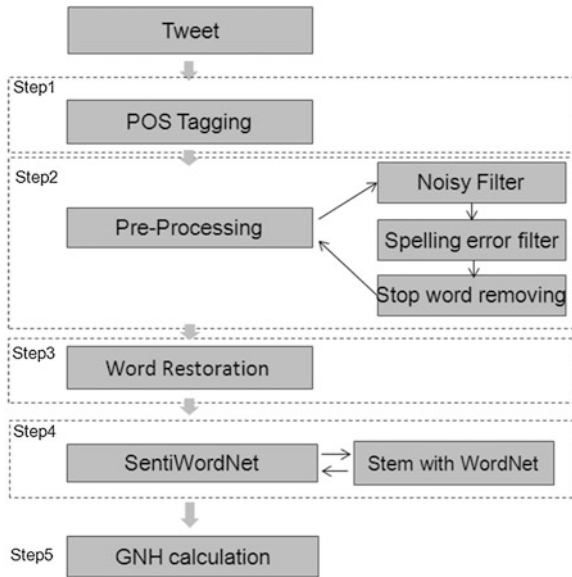 Tweet
Step1
POS Tagging
Step2
Noisy Filter
Pre-Processing
Spelling error filter
Stop word removing
Step3
Word Restoration
Step4
SentiWordNet
Stem with WordNet
Step5
GNH calculation